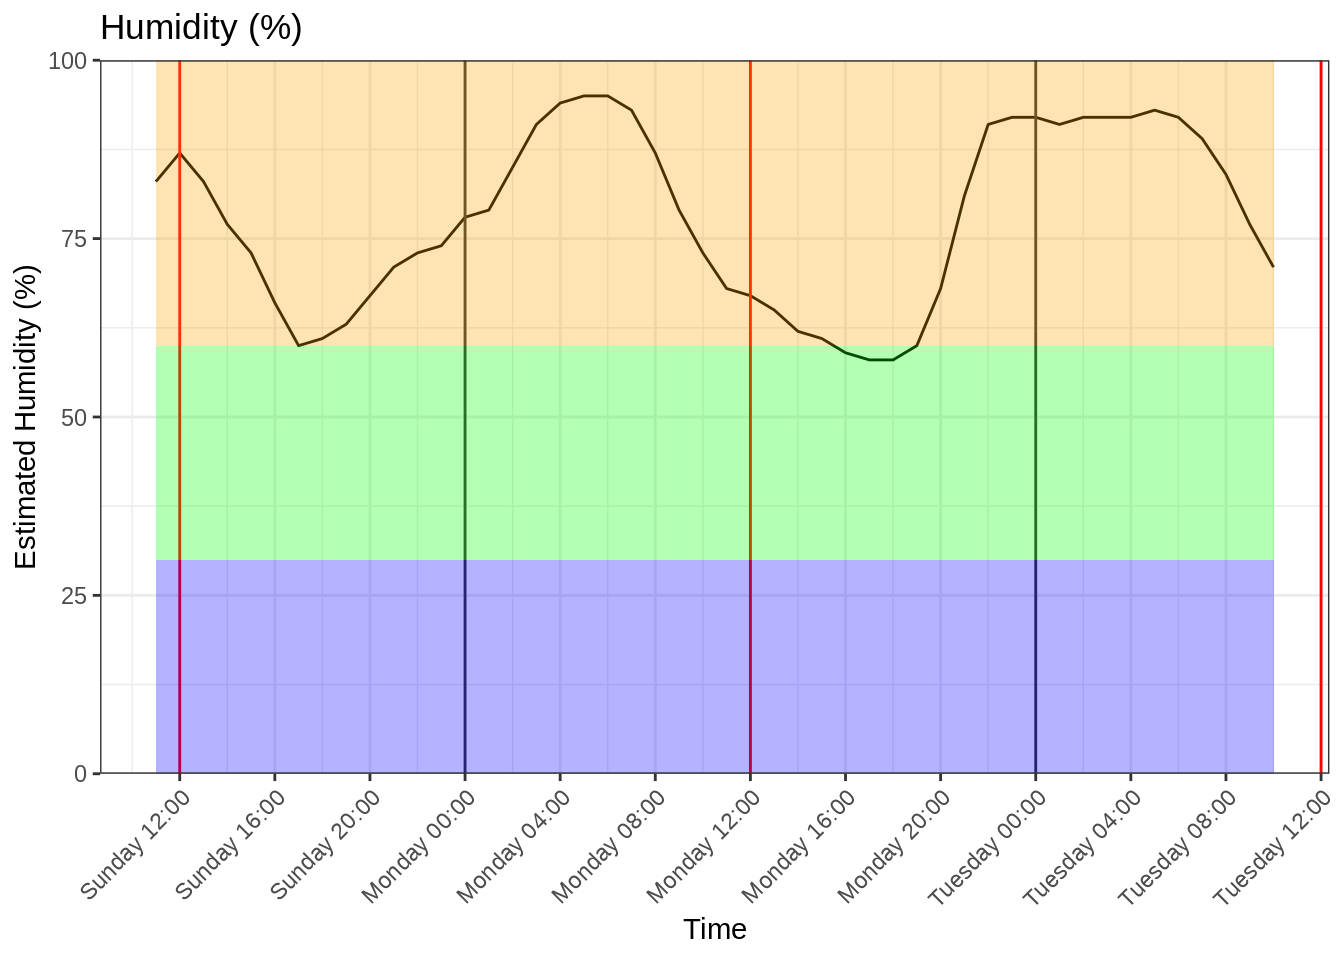 Humidity (%)
Estimated Humidity (%)
100
75
50
25
0
Sunday 12:00
Sunday 16:00
Sunday 20:00
Monday 00:00
Monday 04:00
Monday 08:00
Monday 12:00
Monday 16:00
Monday 20:00
Tuesday 00:00
Tuesday 04:00
Tuesday 08:00
Tuesday 12:00
Time